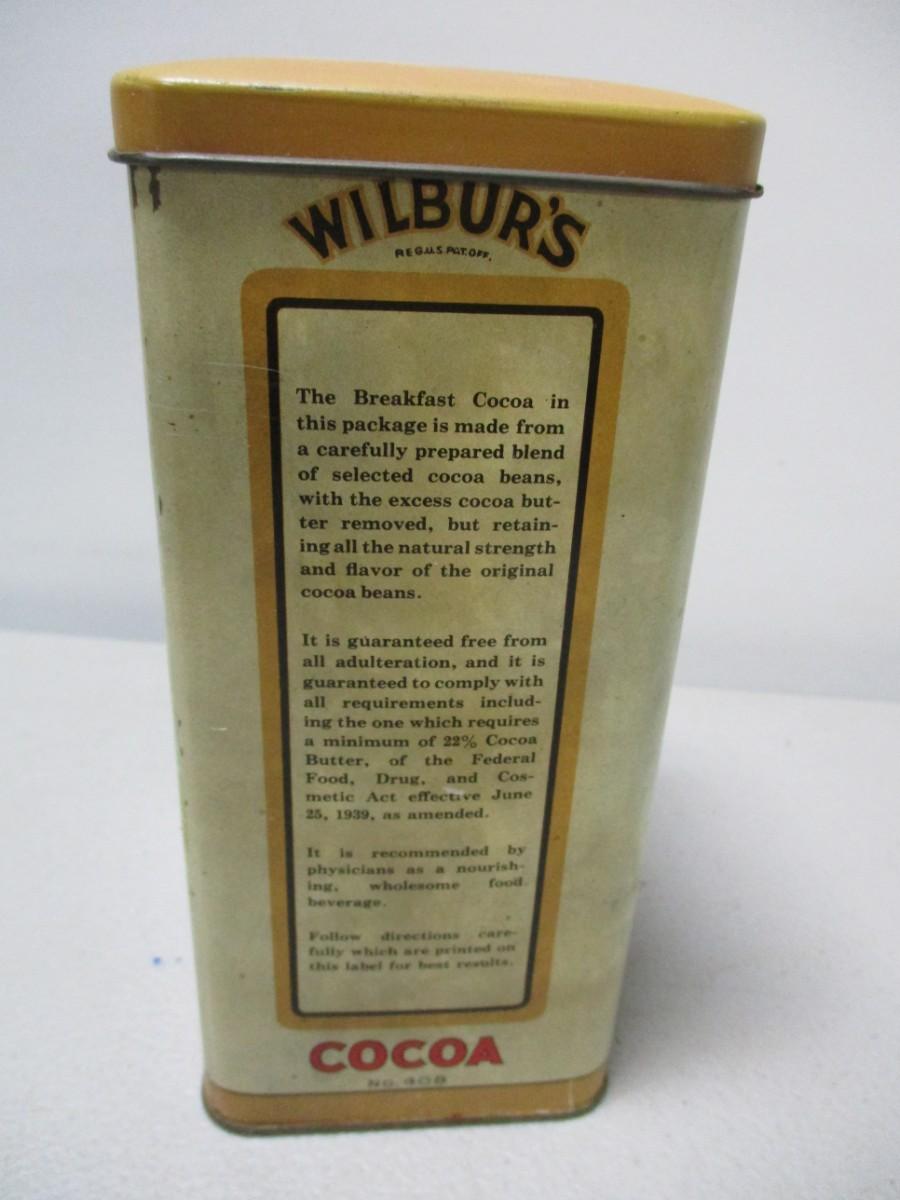 WILBUR'S
REG.U.S.PAT.OFF.
The Breakfast Cocoa in
this package is made from
a carefully prepared blend
of selected cocoa beans,
with the excess cocoa but-
ter removed, but retain-
ing all the natural strength
and flavor of the original
cocoa beans.
It is guaranteed free from
all adulteration, and it is
guaranteed to comply with
all requirements includ-
ing the one which requires
a minimum of 22% Cocoa
Butter, of the Federal
Food, Drug, and Cos-
metic Act effective June
25, 1939, as amended.
It is recommended by
physicians as a nourish-
ing, wholesome food
beverage.
Follow directions care-
fully which are printed on
this label for best results.
COCOA
NO.